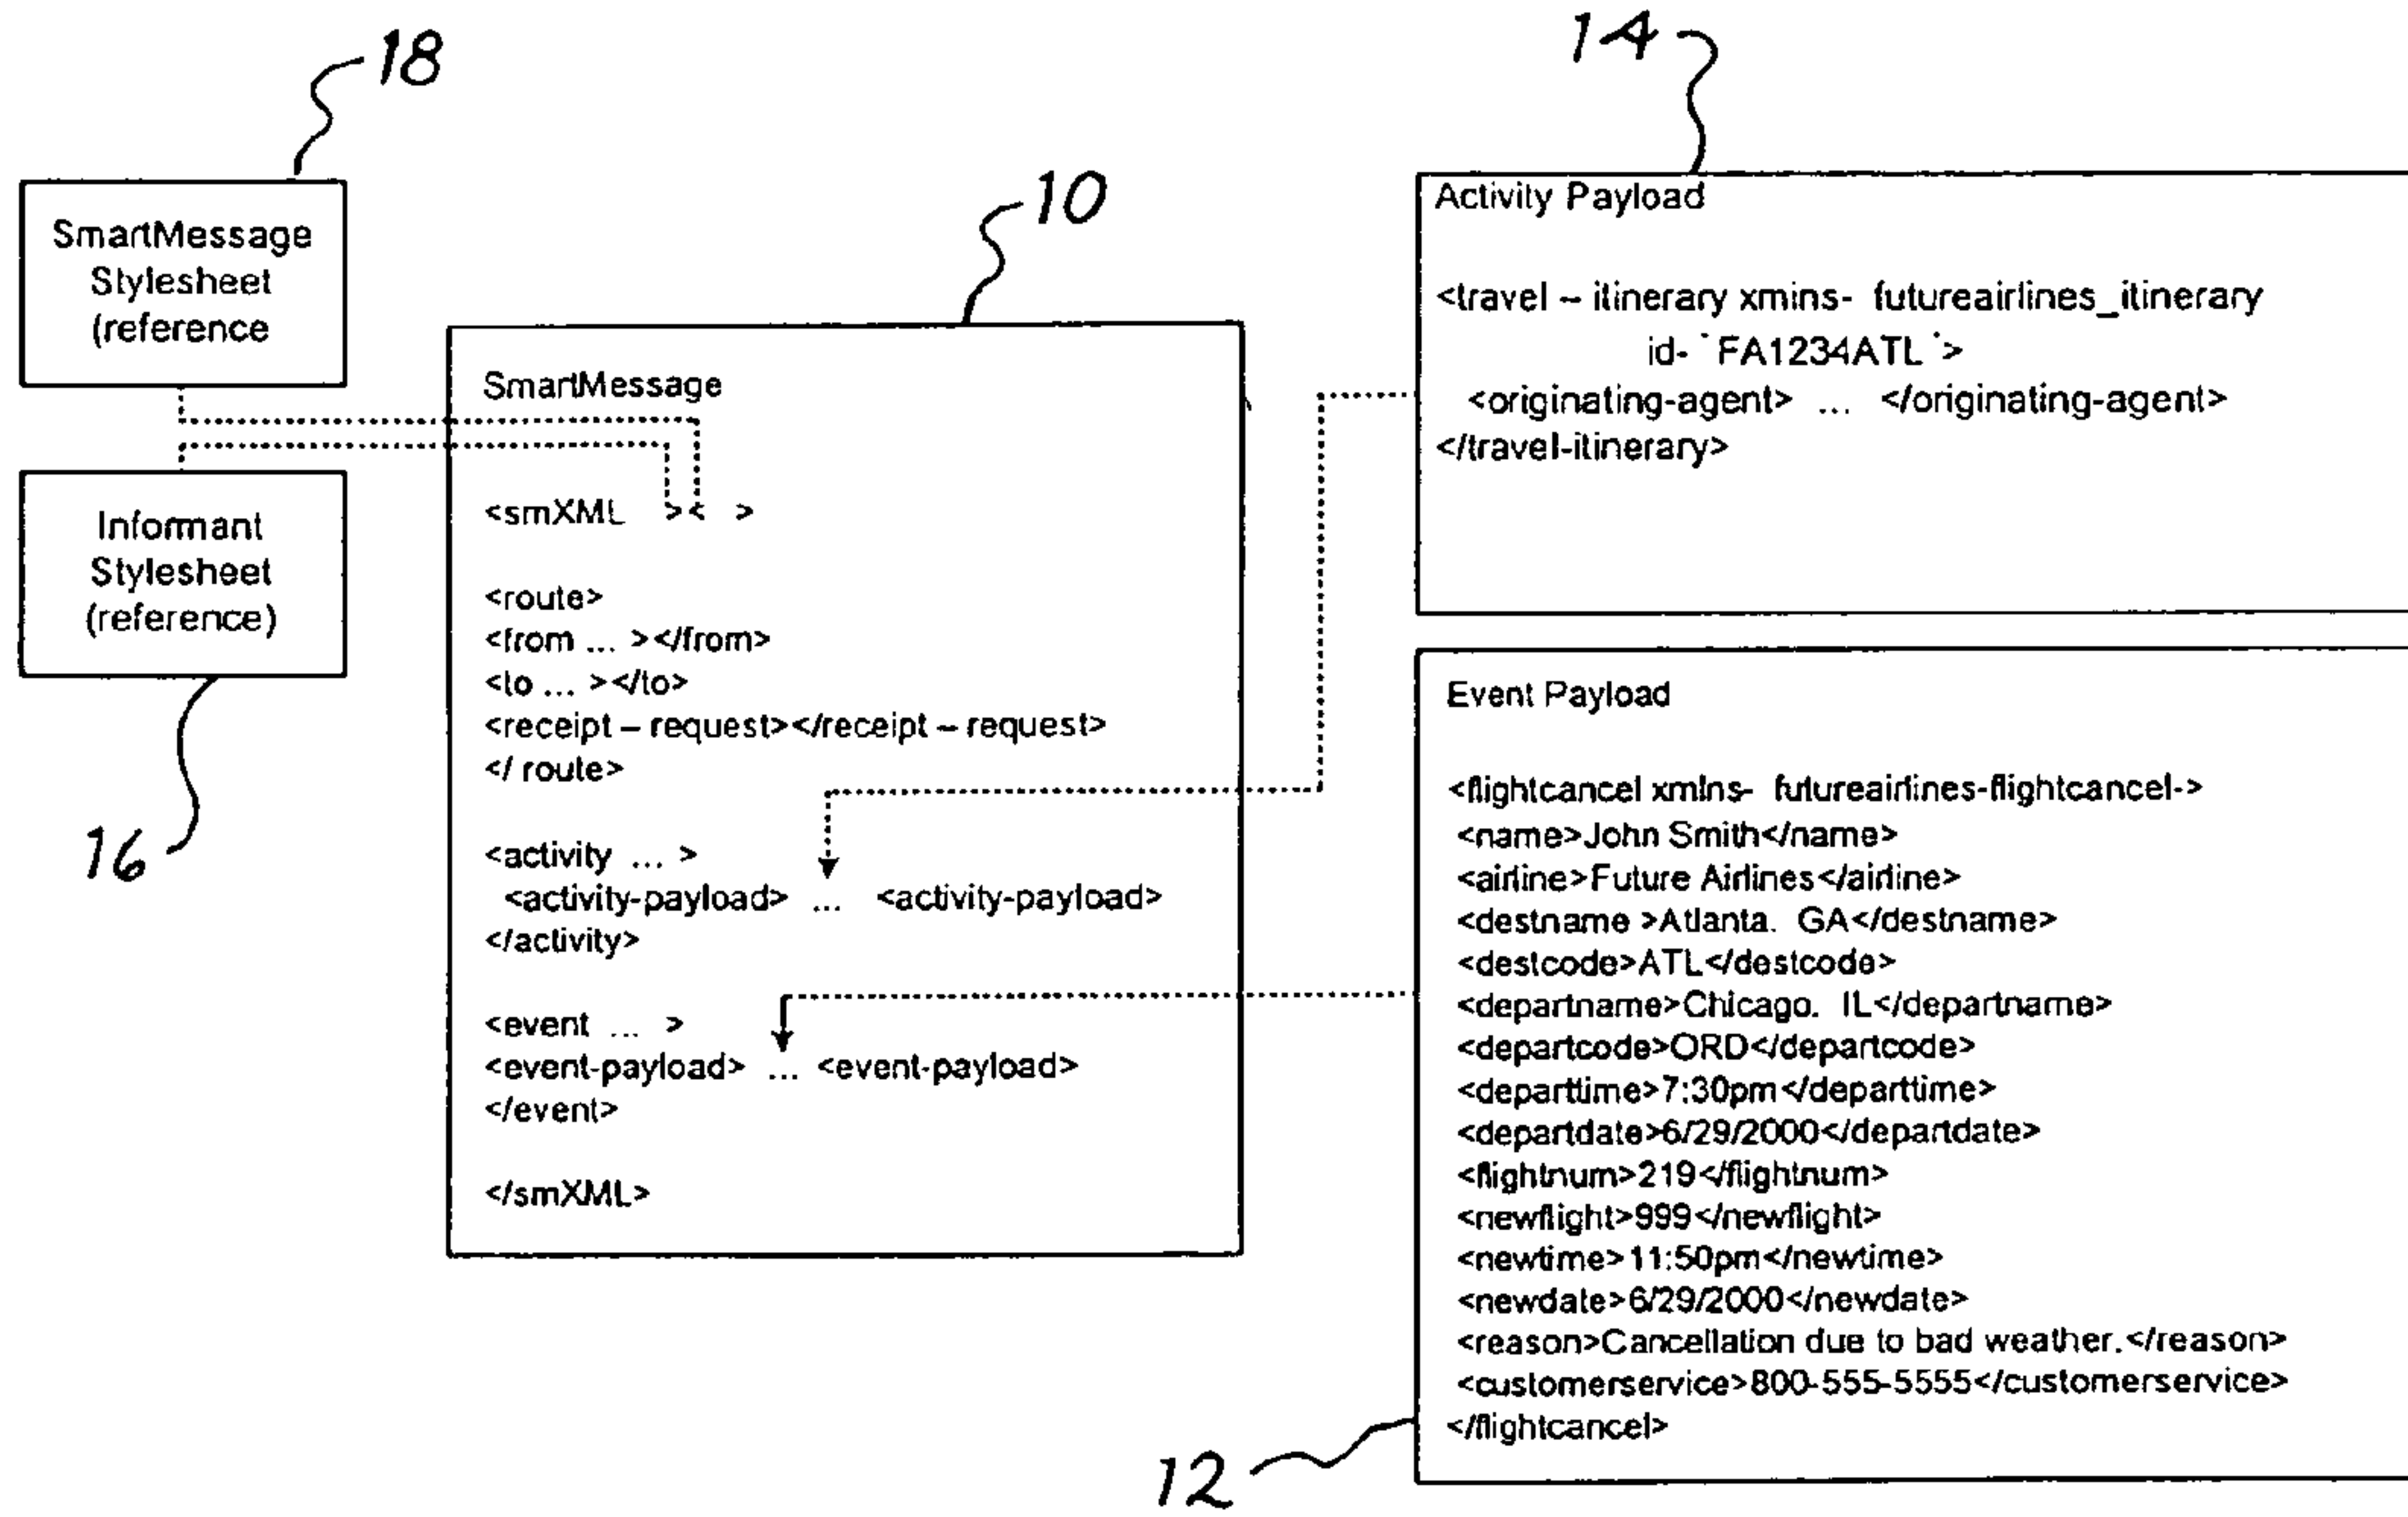 18
SmartMessage
Stylesheet
(reference
Informant
Stylesheet
(reference)
16
10
SmartMessage
<smXML >< >
<route>
<from ... ></from>
<to ... ></to>
<receipt – request></receipt – request>
</ route>
<activity ... >
<activity-payload> ... <activity-payload>
</activity>
<event ... >
<event-payload> ... <event-payload>
</event>
</smXML>
14
Activity Payload
<travel – itinerary xmins- futureairlines_itinerary
id- `FA1234ATL`>
<originating-agent> ... </originating-agent>
</travel-itinerary>
Event Payload
<flightcancel xmlns- futureairlines-flightcancel->
<name>John Smith</name>
<airline>Future Airlines</airline>
<destname >Atlanta. GA</destname>
<destcode>ATL</destcode>
<departname>Chicago. IL</departname>
<departcode>ORD</departcode>
<departtime>7:30pm</departtime>
<departdate>6/29/2000</departdate>
<flightnum>219</flightnum>
<newflight>999</newflight>
<newtime>11:50pm</newtime>
<newdate>6/29/2000</newdate>
<reason>Cancellation due to bad weather.</reason>
<customerservice>800-555-5555</customerservice>
</flightcancel>
12